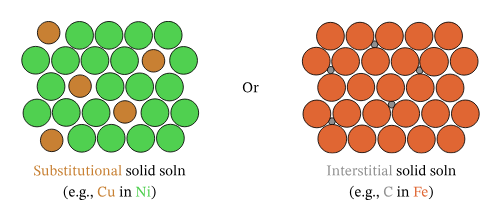 Or
Substitutional solid soln
(e.g., Cu in Ni)
Interstitial solid soln
(e.g., C in Fe)